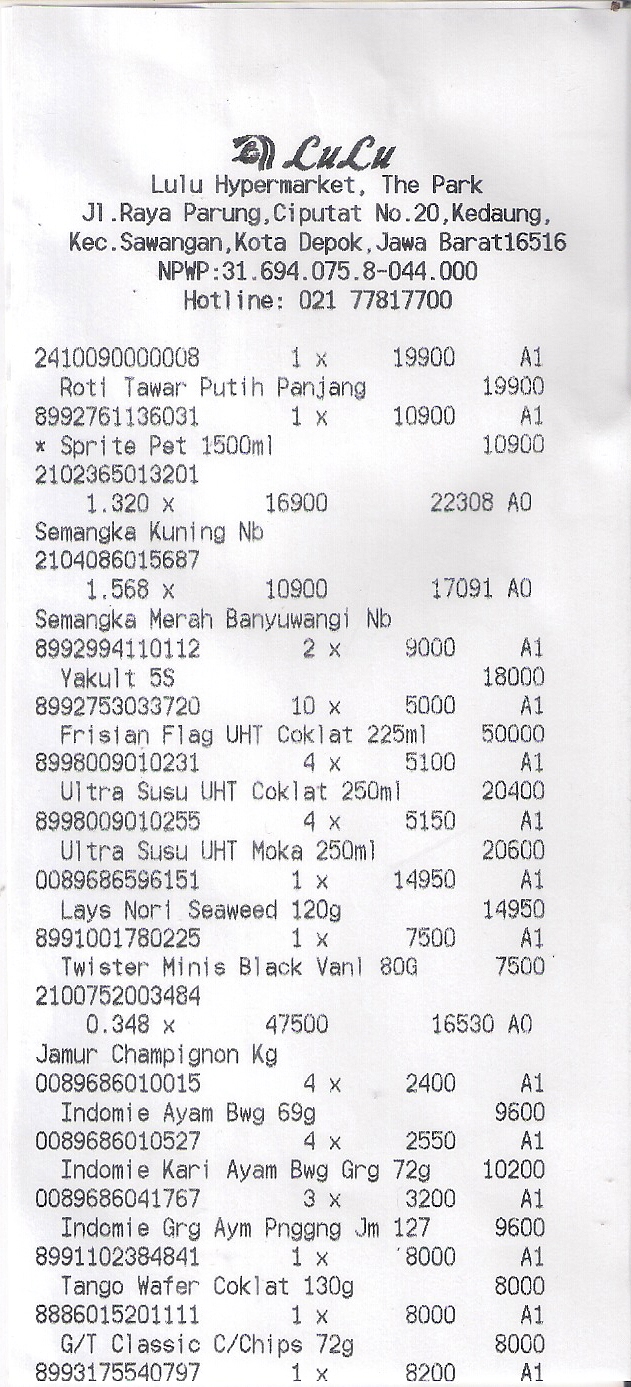 LuLu
Lulu Hypermarket, The Park
Jl.Raya Parung,Ciputat No.20,Kedaung,
Kec.Sawangan,Kota Depok,Jawa Barat16516
NPWP:31.694.075.8-044.000
Hotline: 021 77817700
2410090000008 1 x 19900 A1
Roti Tawar Putih Panjang 19900
8992761136031 1 x 10900 A1
* Sprite Pet 1500ml 10900
2102365013201
1.320 x 16900 22308 A0
Semangka Kuning Nb
2104086015687
1.568 x 10900 17091 A0
Semangka Merah Banyuwangi Nb
8992994110112 2 x 9000 A1
Yakult 5S 18000
8992753033720 10 x 5000 A1
Frisian Flag UHT Coklat 225ml 50000
8998009010231 4 x 5100 A1
Ultra Susu UHT Coklat 250ml 20400
8998009010255 4 x 5150 A1
Ultra Susu UHT Moka 250ml 20600
0089686596151 1 x 14950 A1
Lays Nori Seaweed 120g 14950
8991001780225 1 x 7500 A1
Twister Minis Black Vanl 80G 7500
2100752003484
0.348 x 47500 16530 A0
Jamur Champignon Kg
0089686010015 4 x 2400 A1
Indomie Ayam Bwg 69g 9600
0089686010527 4 x 2550 A1
Indomie Kari Ayam Bwg Grg 72g 10200
0089686041767 3 x 3200 A1
Indomie Grg Aym Pnggng Jm 127 9600
8991102384841 1 x 8000 A1
Tango Wafer Coklat 130g 8000
8886015201111 1 x 8000 A1
G/T Classic C/Chips 72g 8000
8993175540797 1 x 8200 A1